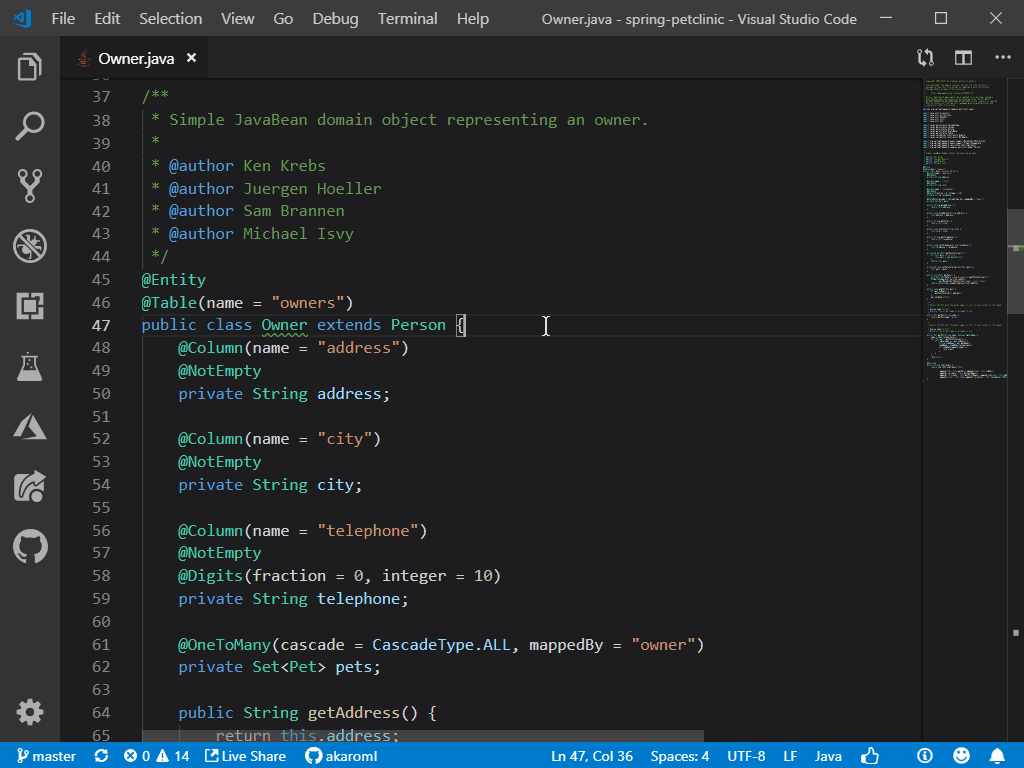 File Edit Selection View Go Debug Terminal Help Owner.java - spring-petclinic - Visual Studio Code
Owner.java
37 /**
38 * Simple JavaBean domain object representing an owner.
39 *
40 * @author Ken Krebs
41 * @author Juergen Hoeller
42 * @author Sam Brannen
43 * @author Michael Isvy
44 */
45 @Entity
46 @Table(name = "owners")
47 public class Owner extends Person {
48 @Column(name = "address")
49 @NotEmpty
50 private String address;
51
52 @Column(name = "city")
53 @NotEmpty
54 private String city;
55
56 @Column(name = "telephone")
57 @NotEmpty
58 @Digits(fraction = 0, integer = 10)
59 private String telephone;
60
61 @OneToMany(cascade = CascadeType.ALL, mappedBy = "owner")
62 private Set<Pet> pets;
63
64 public String getAddress() {
65 return this.address;
master 0 14 Live Share akaroml Ln 47, Col 36 Spaces: 4 UTF-8 LF Java